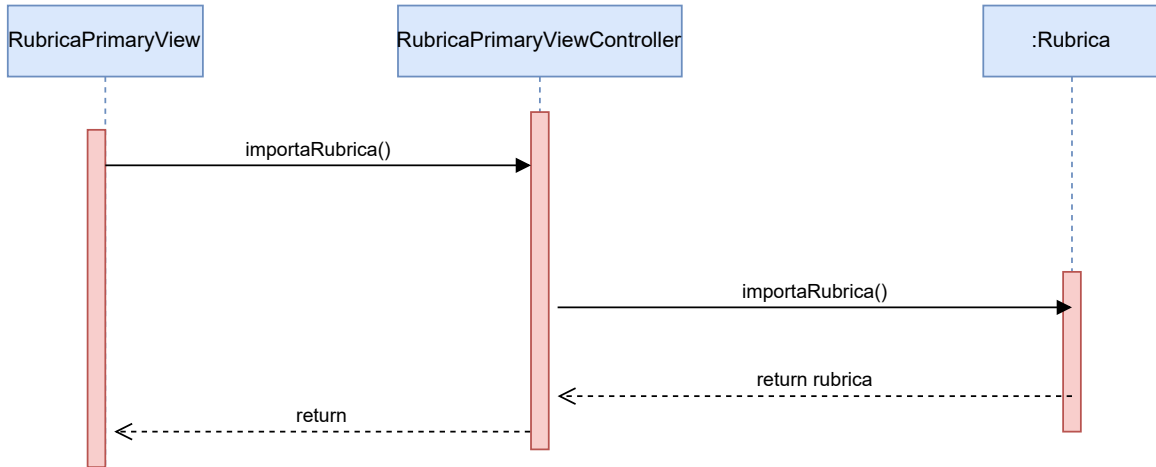 RubricaPrimaryView
RubricaPrimaryViewController
:Rubrica
importaRubrica()
importaRubrica()
return rubrica
return